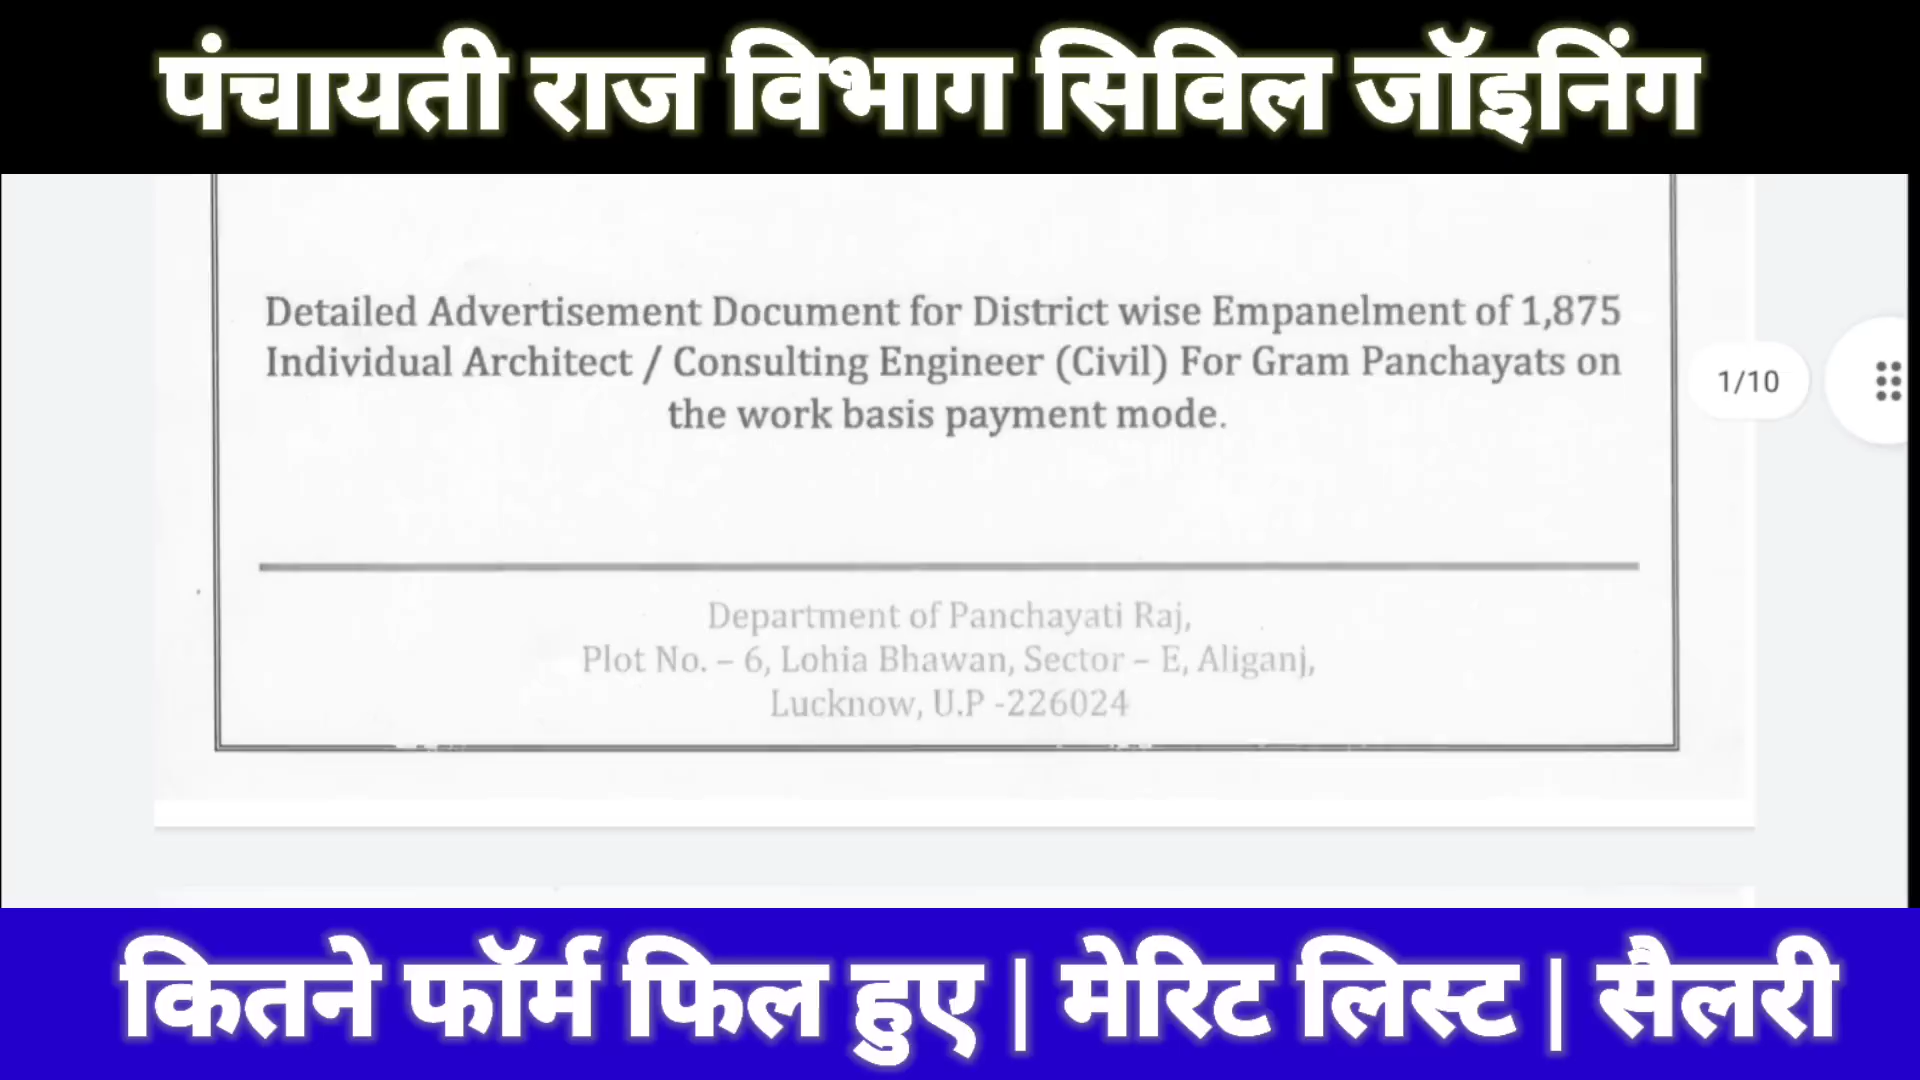 पंचायती राज विभाग सिविल जॉइनिंग
Detailed Advertisement Document for District wise Empanelment of 1,875
Individual Architect / Consulting Engineer (Civil) For Gram Panchayats on
the work basis payment mode.
1/10
Department of Panchayati Raj,
Plot No. – 6, Lohia Bhawan, Sector – E, Aliganj,
Lucknow, U.P -226024
कितने फॉर्म फिल हुए | मेरिट लिस्ट | सैलरी